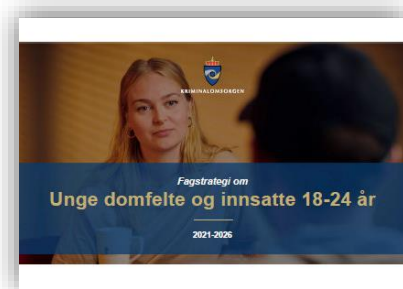 KRIMINALOMSORGEN
Fagstrategi om
Unge domfelte og innsatte 18-24 år
2021-2026